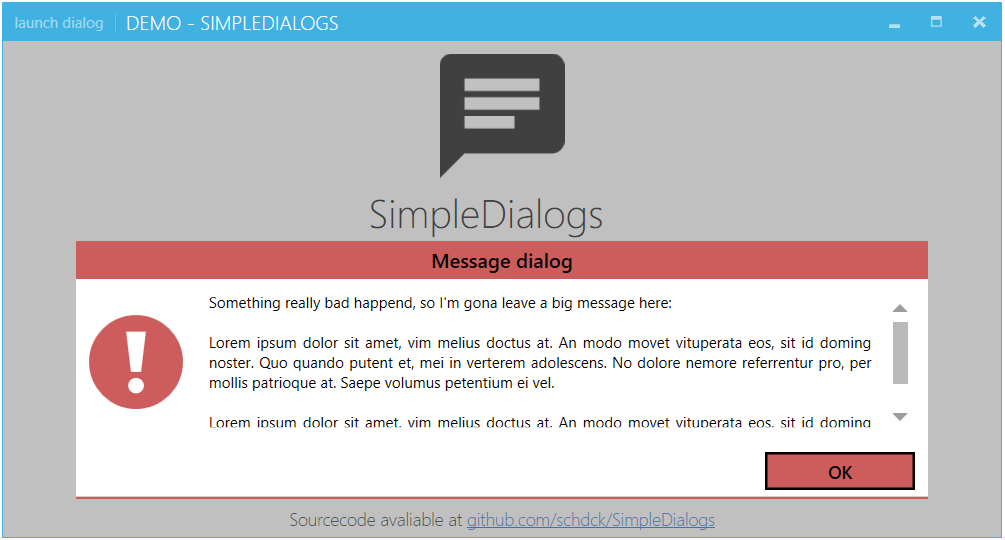 launch dialog
DEMO - SIMPLEDIALOGS
SimpleDialogs
Message dialog
Something really bad happend, so I'm gona leave a big message here:
Lorem ipsum dolor sit amet, vim melius doctus at. An modo movet vituperata eos, sit id doming
noster. Quo quando putent et, mei in verterem adolescens. No dolore nemore referrentur pro, per
mollis patrioque at. Saepe volumus petentium ei vel.
Lorem ipsum dolor sit amet, vim melius doctus at. An modo movet vituperata eos, sit id doming
OK
Sourcecode avaliable at github.com/schdck/SimpleDialogs